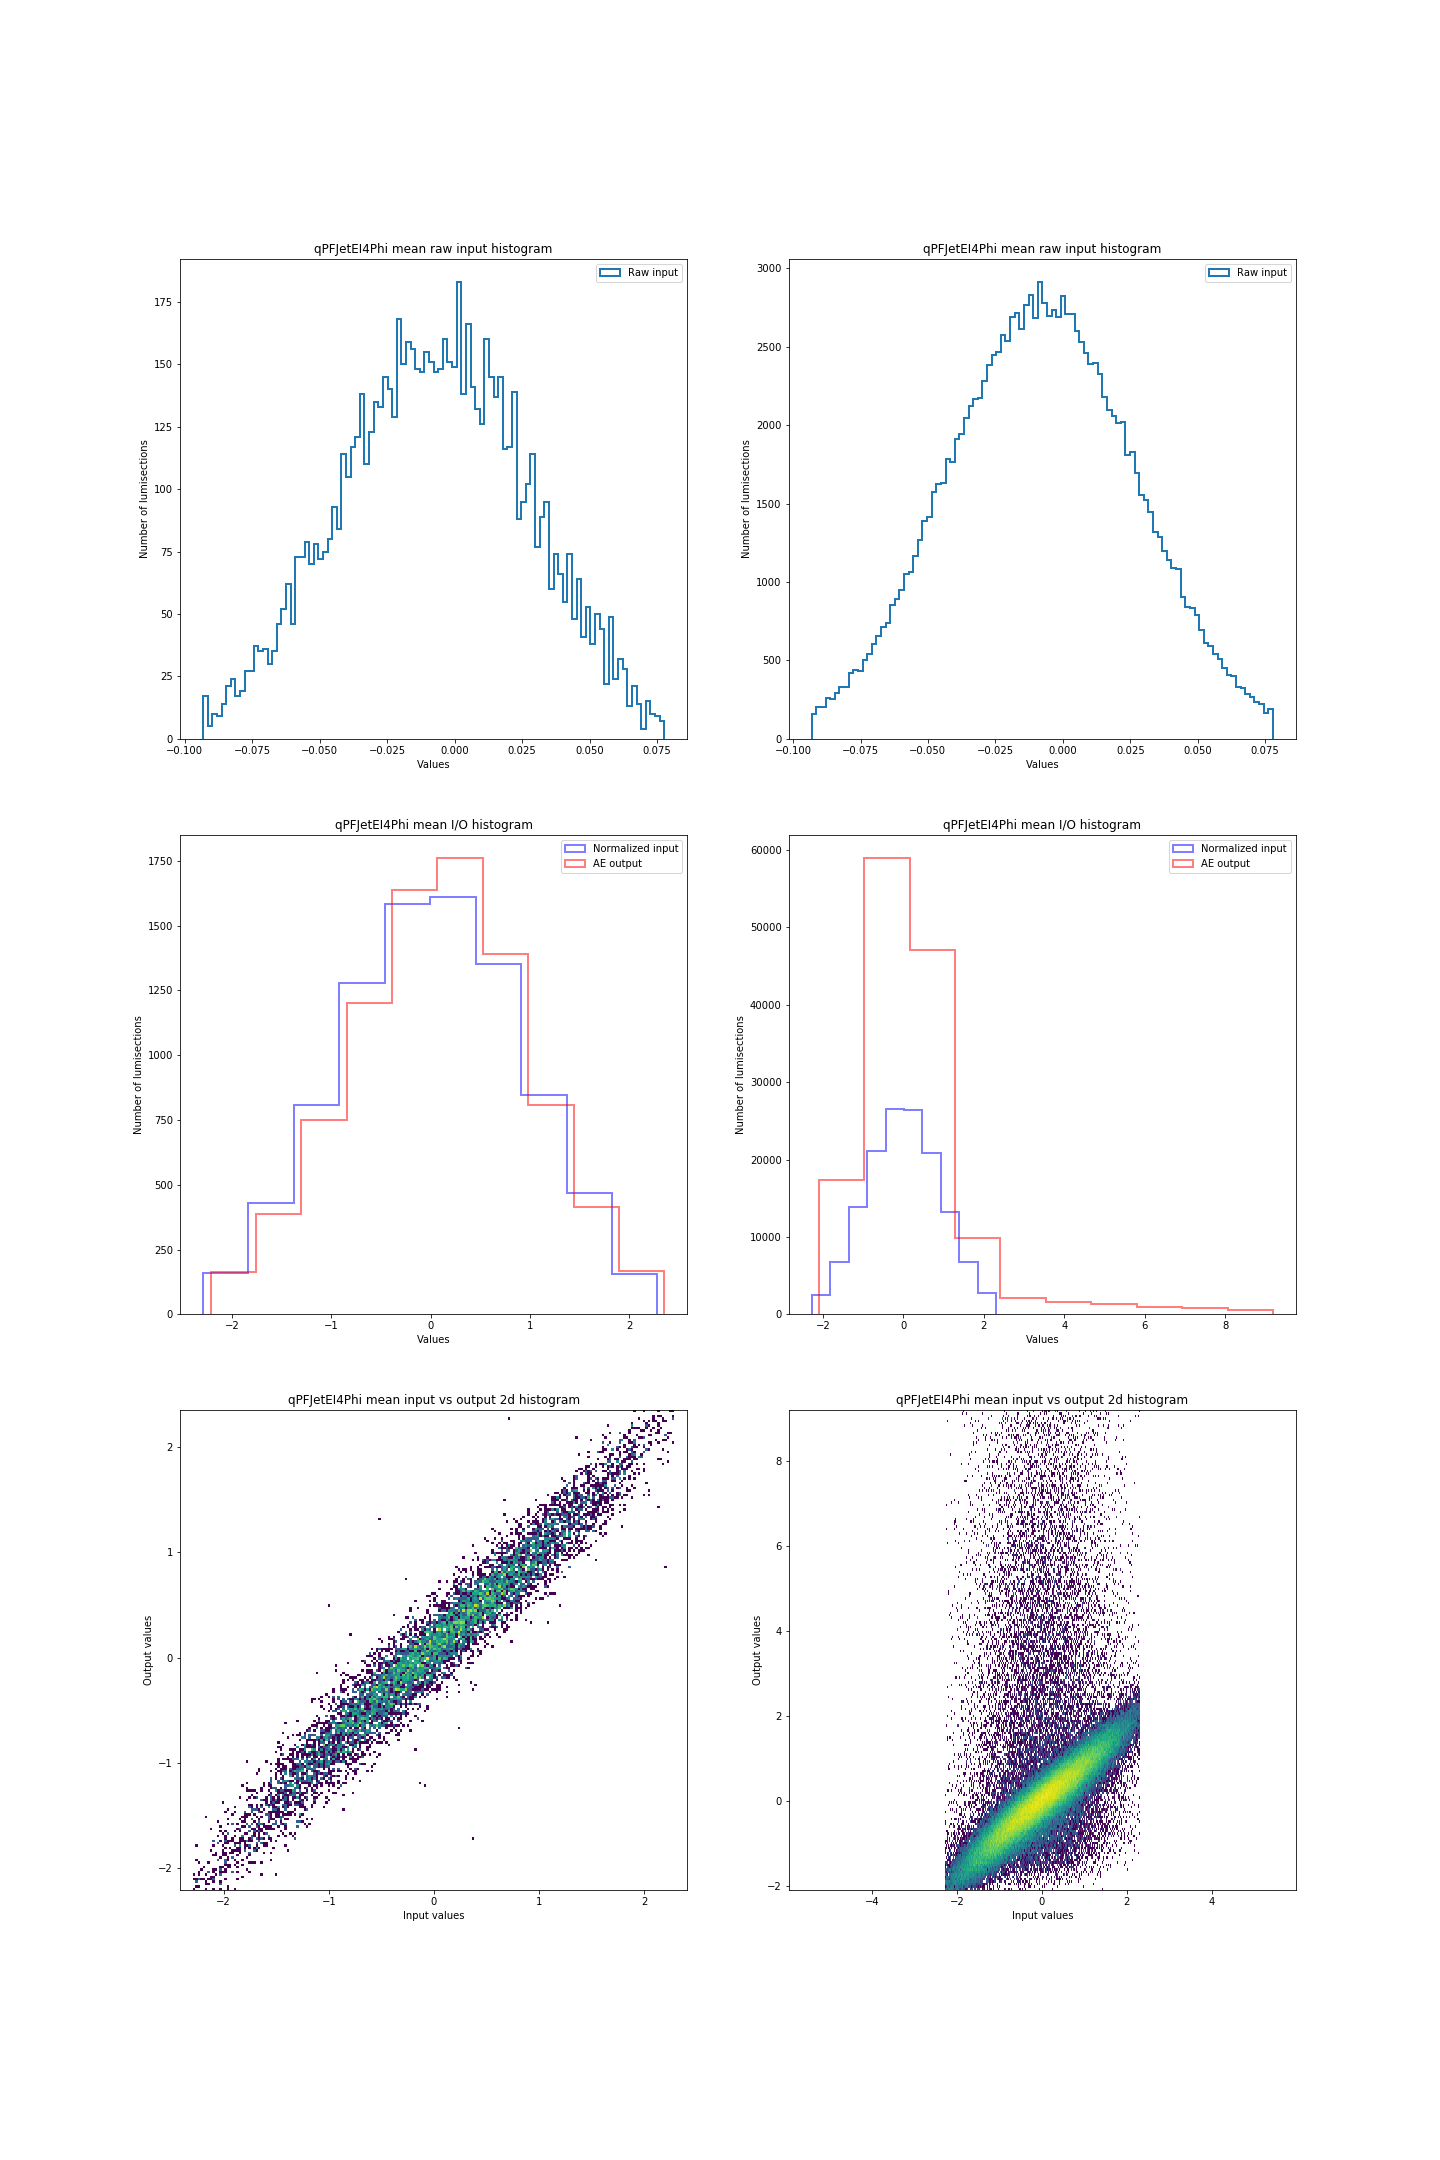 qPFJetEI4Phi mean raw input histogram
Raw input
Number of lumisections
175
150
125
100
75
50
25
0
−0.100 −0.075 −0.050 −0.025 0.000 0.025 0.050 0.075
Values
qPFJetEI4Phi mean raw input histogram
Raw input
Number of lumisections
3000
2500
2000
1500
1000
500
0
−0.100 −0.075 −0.050 −0.025 0.000 0.025 0.050 0.075
Values
qPFJetEI4Phi mean I/O histogram
Normalized input
AE output
Number of lumisections
1750
1500
1250
1000
750
500
250
0
−2 −1 0 1 2
Values
qPFJetEI4Phi mean I/O histogram
Normalized input
AE output
Number of lumisections
60000
50000
40000
30000
20000
10000
0
−2 0 2 4 6 8
Values
qPFJetEI4Phi mean input vs output 2d histogram
Output values
2
1
0
−1
−2
−2 −1 0 1 2
Input values
qPFJetEI4Phi mean input vs output 2d histogram
Output values
8
6
4
2
0
−2
−4 −2 0 2 4
Input values